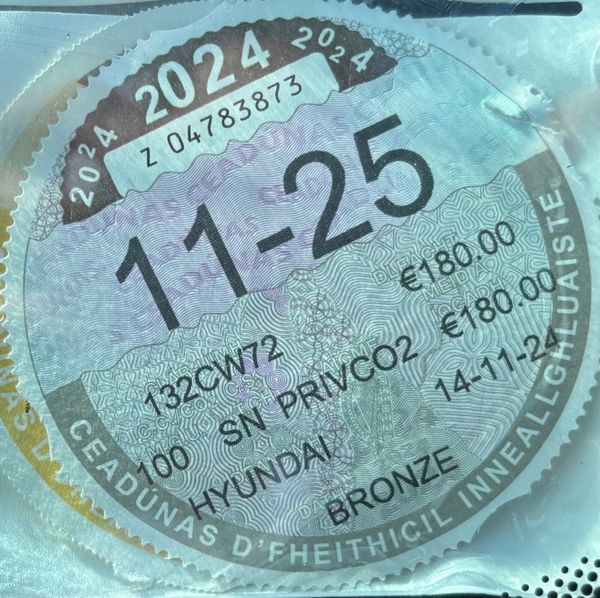 2024 2024 2024
Z 04783873
11-25
132CW72 €180.00
100 SN PRIVCO2 €180.00
HYUNDAI 14-11-24
BRONZE
CEADÚNAS D'FHEITHICIL INNEALLGHLUAISTE